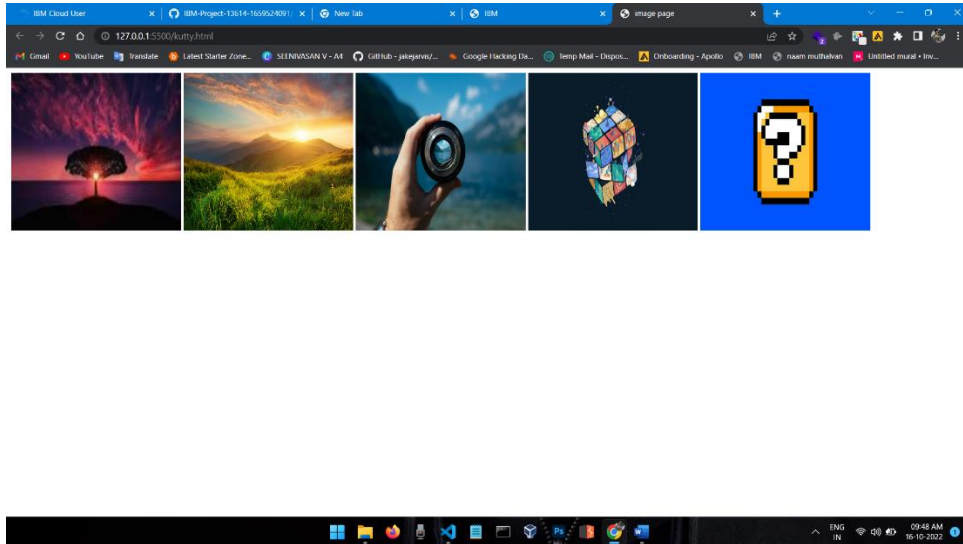 IBM Cloud User
IBM-Project-13614-1659524091/
New Tab
IBM
image page
127.0.0.1:5500/kutty.html
Gmail
YouTube
Translate
Latest Starter Zone...
SEENIVASAN V - A4
GitHub - jakejarvis/...
Google Hacking Da...
Temp Mail - Dispos...
Onboarding - Apollo
IBM
naam muthalvan
Untitled mural • Inv...
?
Ps
ENG
IN
09:48 AM
16-10-2022